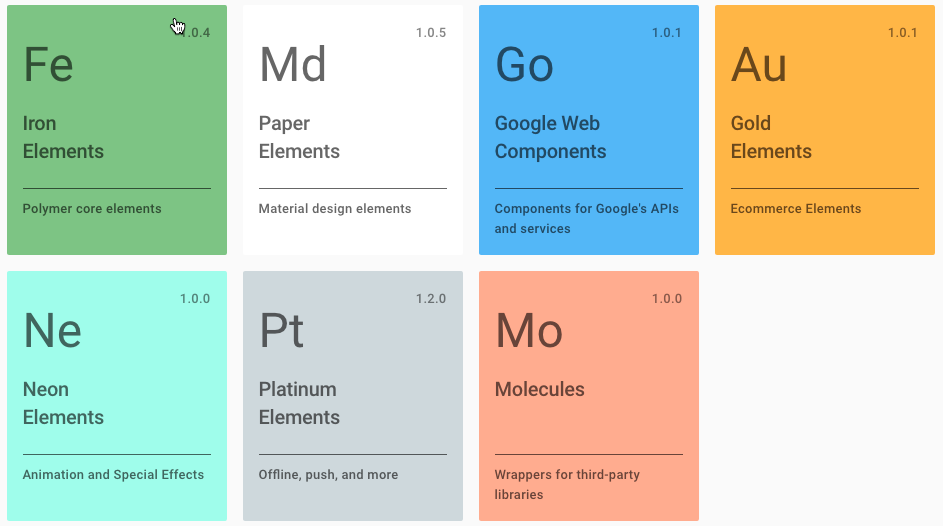 1.0.4
Fe
Iron
Elements
Polymer core elements
1.0.5
Md
Paper
Elements
Material design elements
1.0.1
Go
Google Web
Components
Components for Google's APIs
and services
1.0.1
Au
Gold
Elements
Ecommerce Elements
1.0.0
Ne
Neon
Elements
Animation and Special Effects
1.2.0
Pt
Platinum
Elements
Offline, push, and more
1.0.0
Mo
Molecules
Wrappers for third-party
libraries